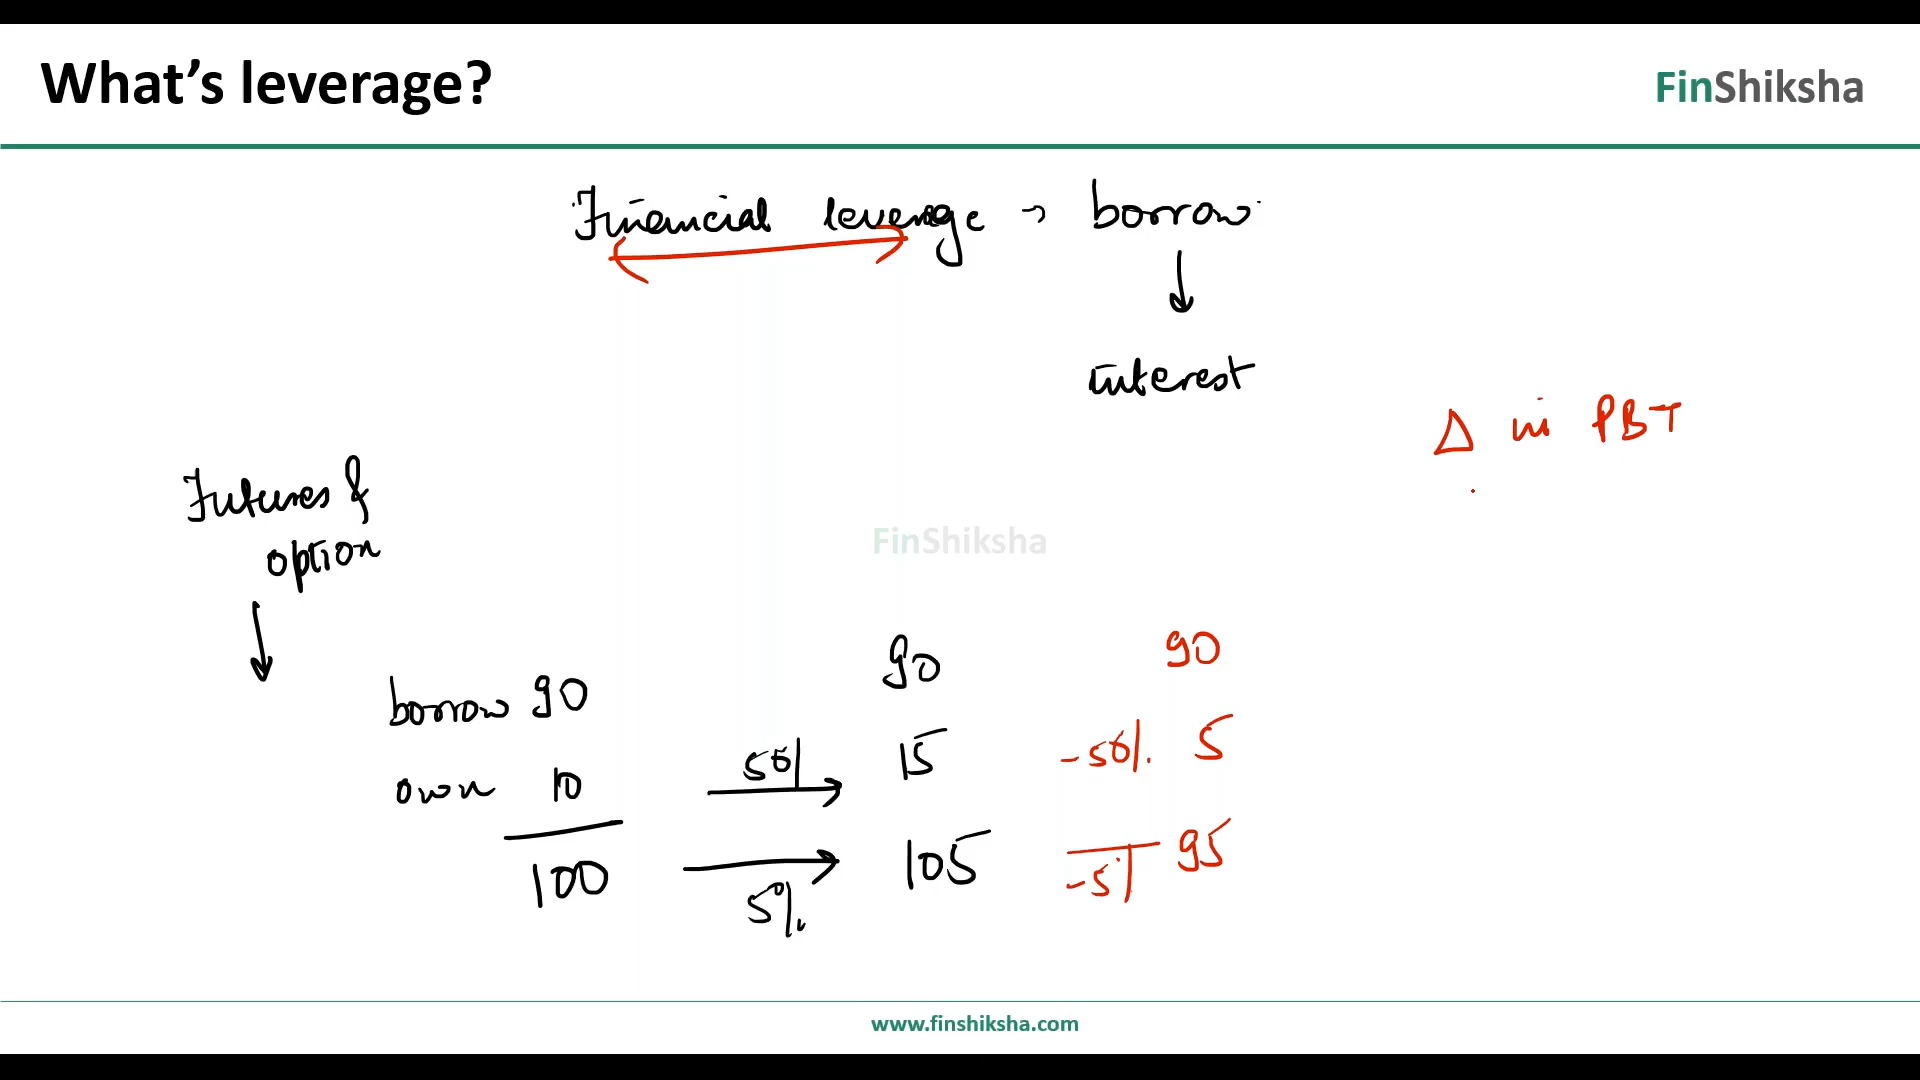 What's leverage?
FinShiksha
Financial leverage → borrow
↓
interest
Δ in PBT
Futures &
option
↓
FinShiksha
borrow 90 90 90
own 10 50% → 15 -50% 5
100 5% → 105 -5% 95
www.finshiksha.com